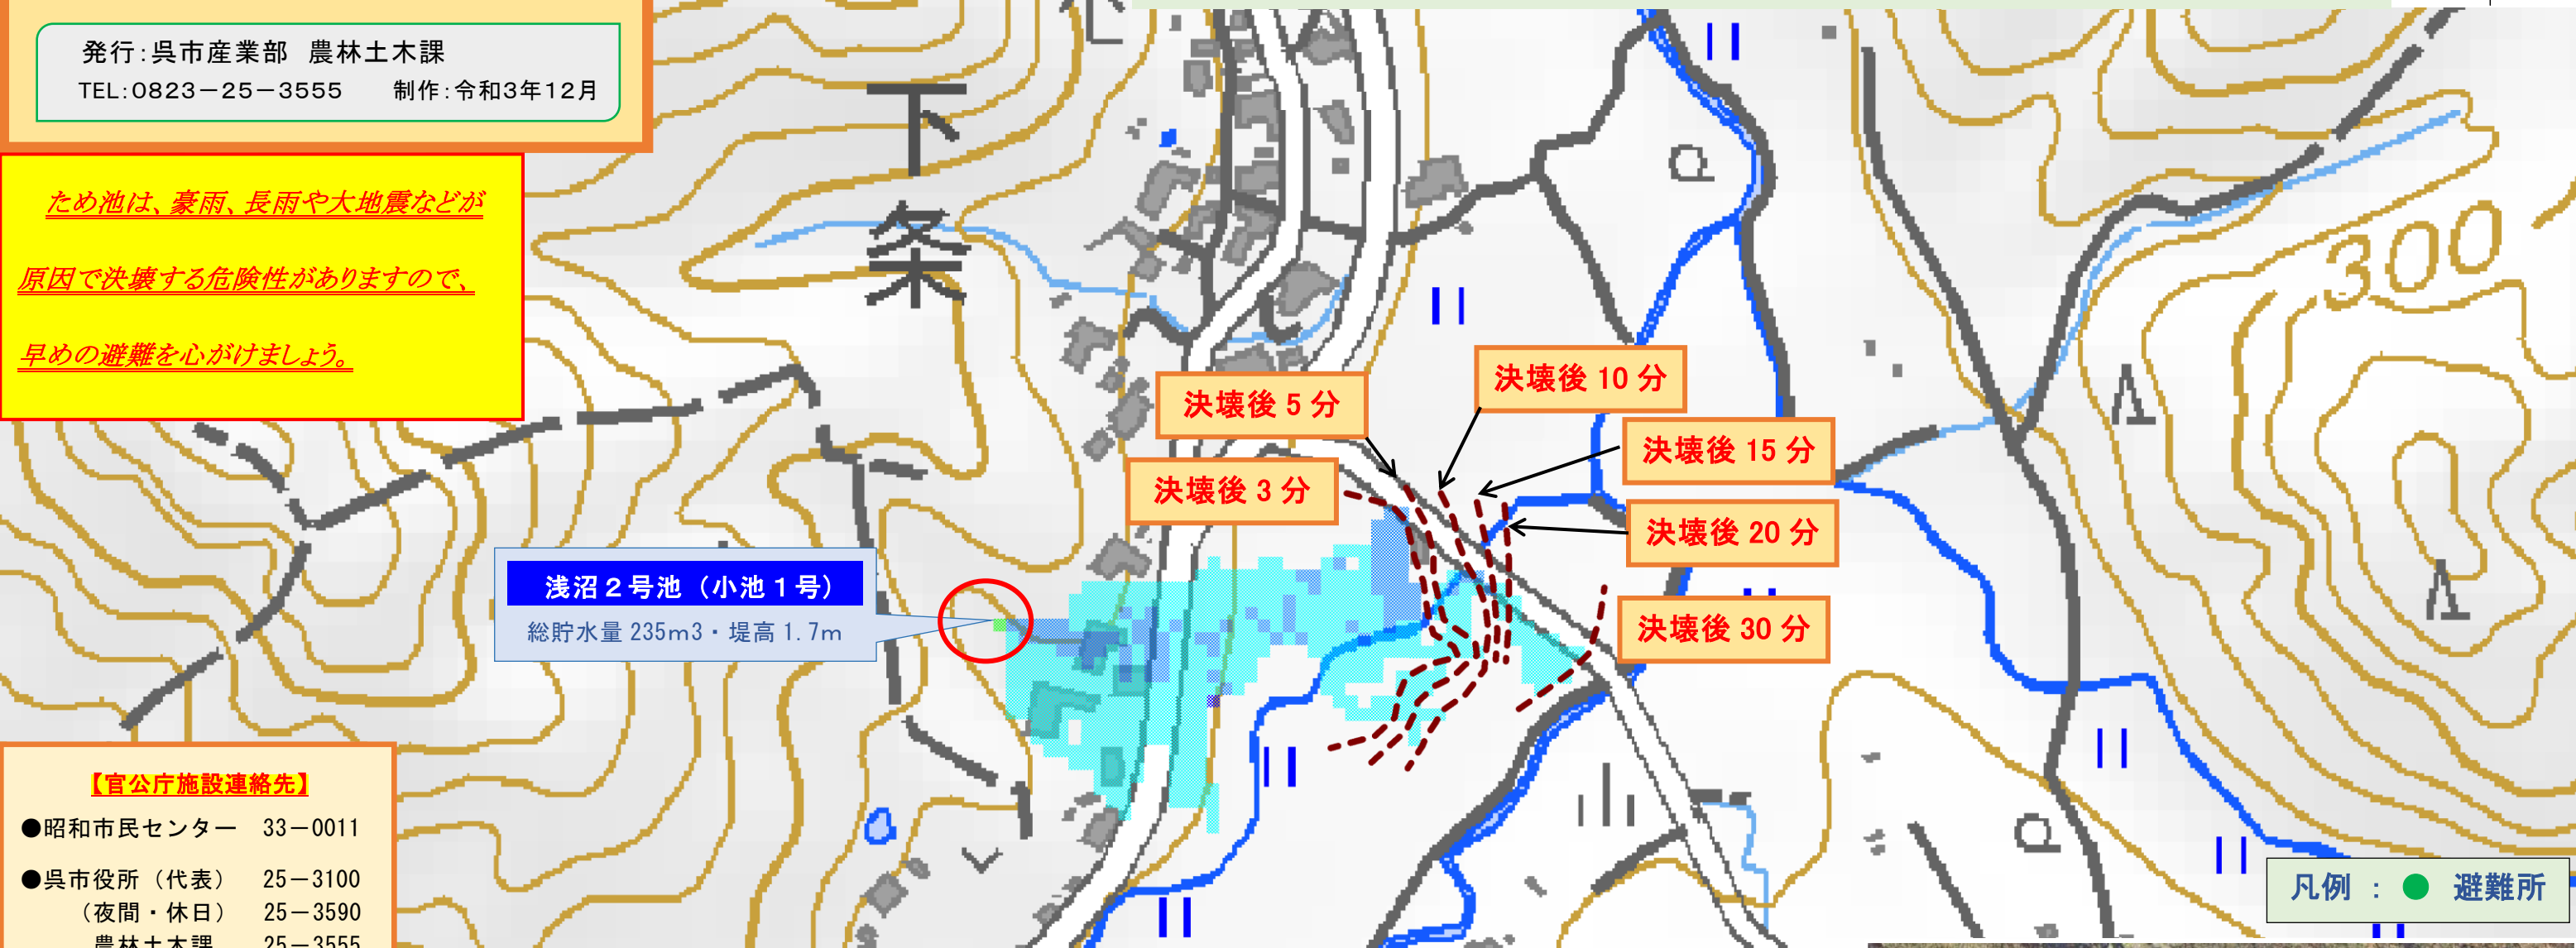 発行：呉市産業部　農林土木課
TEL：０８２３－２５－３５５５　　制作：令和３年１２月
ため池は、豪雨、長雨や大地震などが
原因で決壊する危険性がありますので、
早めの避難を心がけましょう。
下条
300
決壊後 5 分
決壊後 10 分
決壊後 15 分
決壊後 3 分
決壊後 20 分
決壊後 30 分
浅沼２号池（小池１号）
総貯水量 235m3・堤高 1.7m
【官公庁施設連絡先】
●昭和市民センター　33－0011
●呉市役所（代表）　25－3100
（夜間・休日）　25－3590
農林土木課　25－3555
凡例 ： ● 避難所